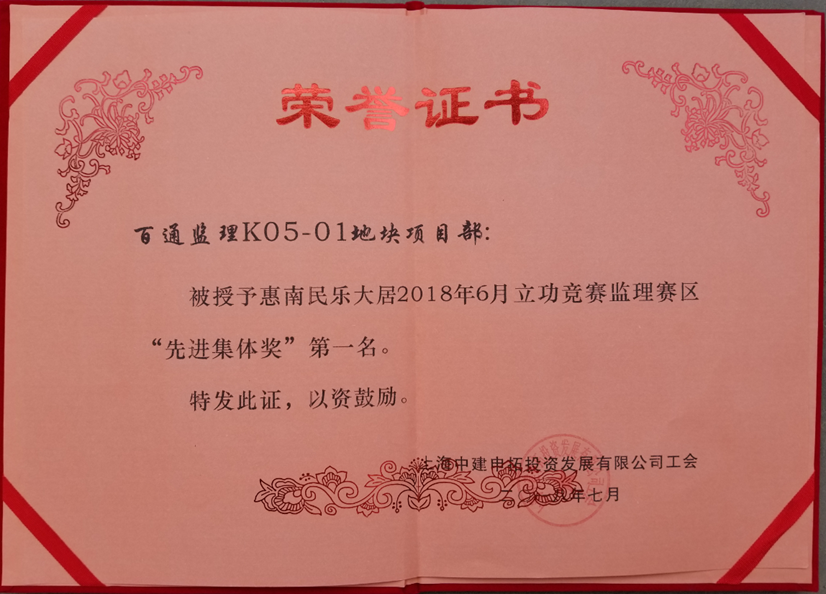 荣誉证书
百通监理K05-01地块项目部：
被授予惠南民乐大居2018年6月立功竞赛监理赛区
“先进集体奖”第一名。
特发此证，以资鼓励。
上海中建申拓投资发展有限公司工会
二〇一八年七月